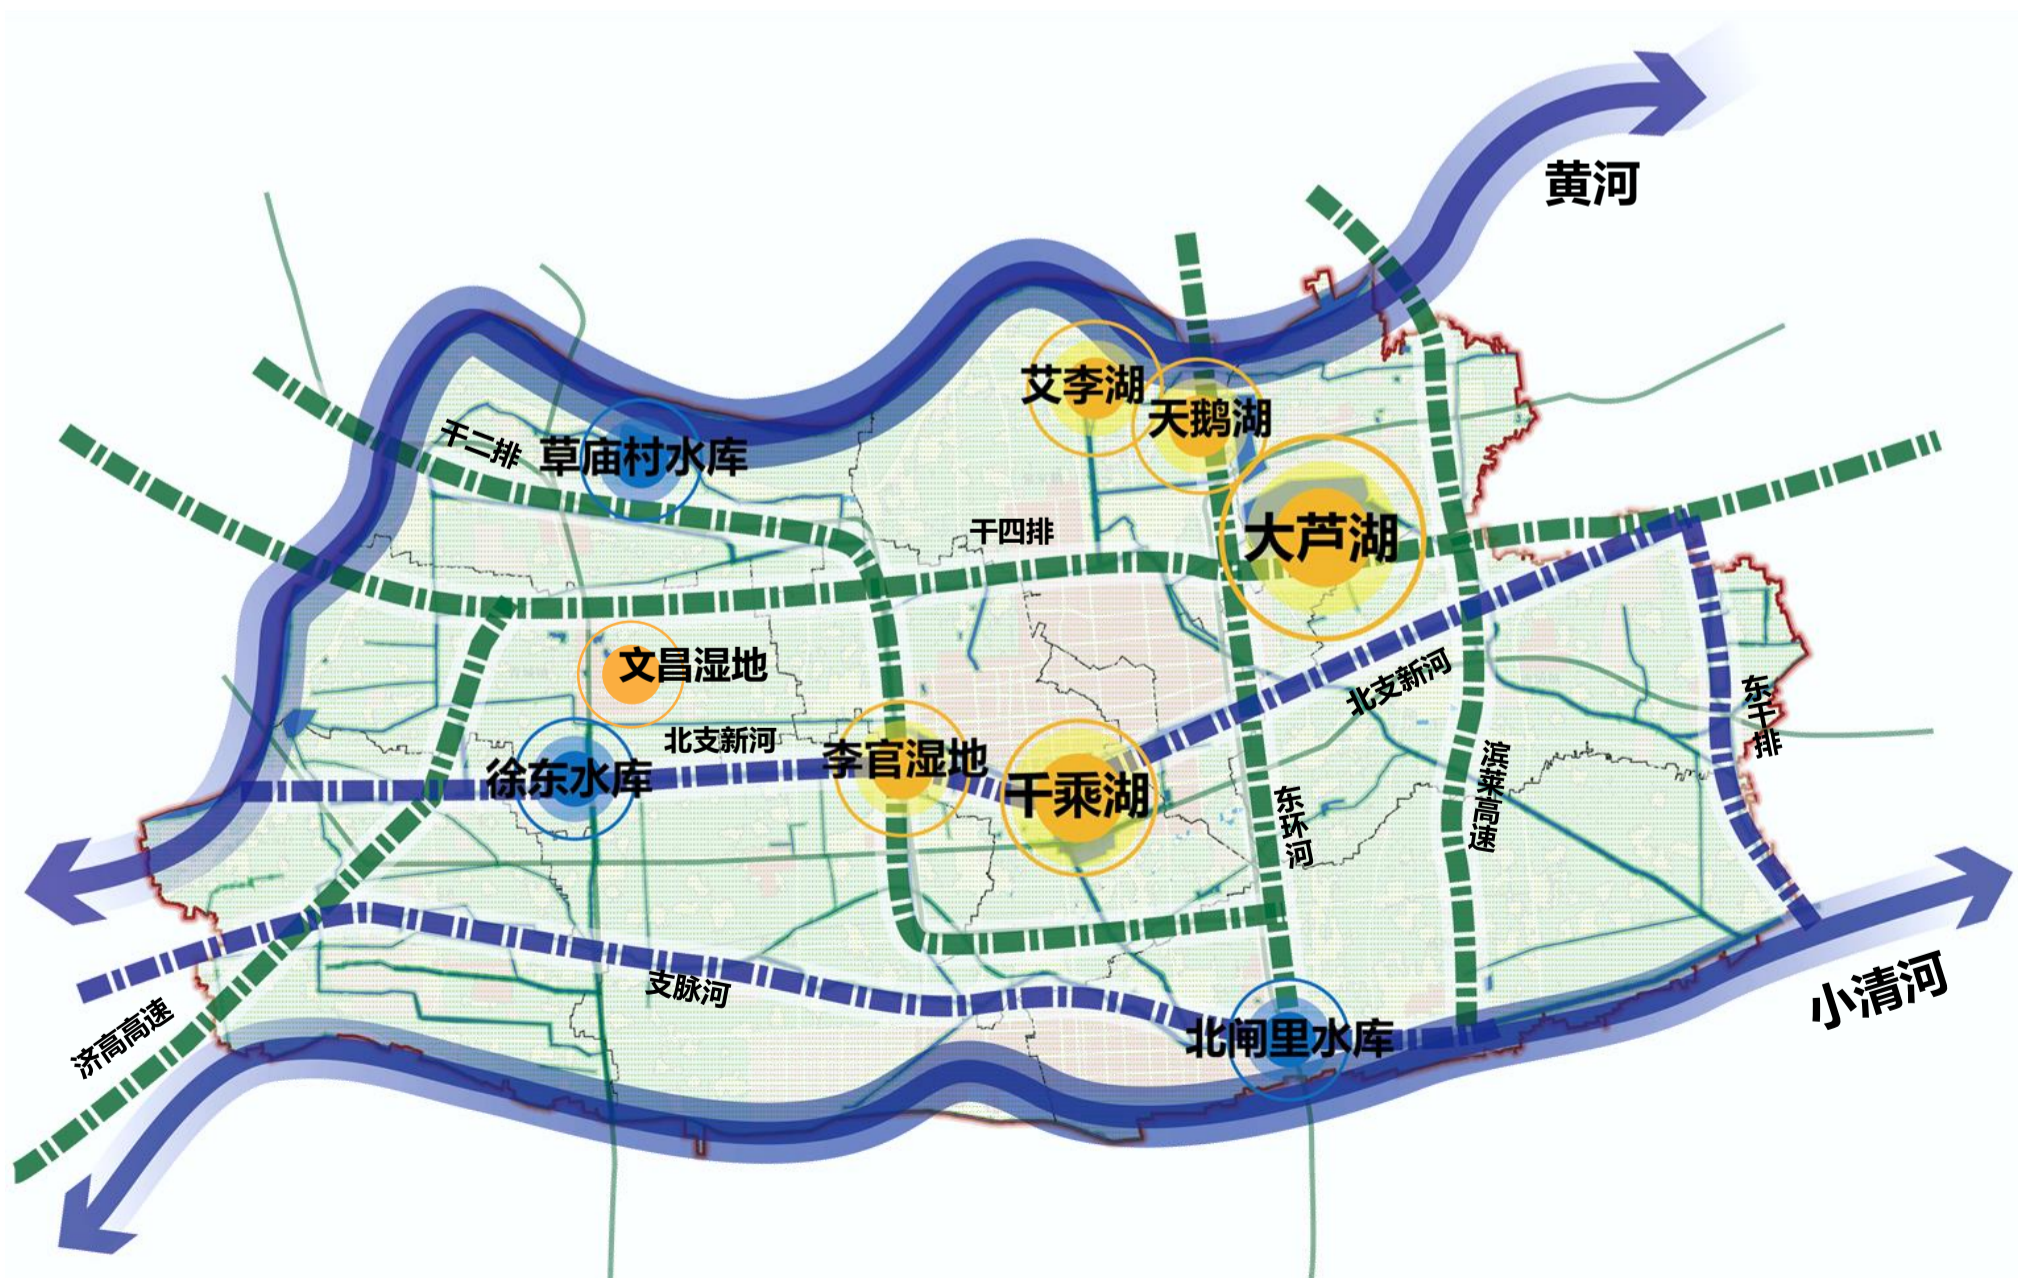 黄河
艾李湖
天鹅湖
干二排
草庙村水库
干四排
大芦湖
文昌湿地
北支新河
北支新河
东干排
李官湿地
徐东水库
千乘湖
滨莱高速
东环河
支脉河
小清河
济高高速
北闸里水库